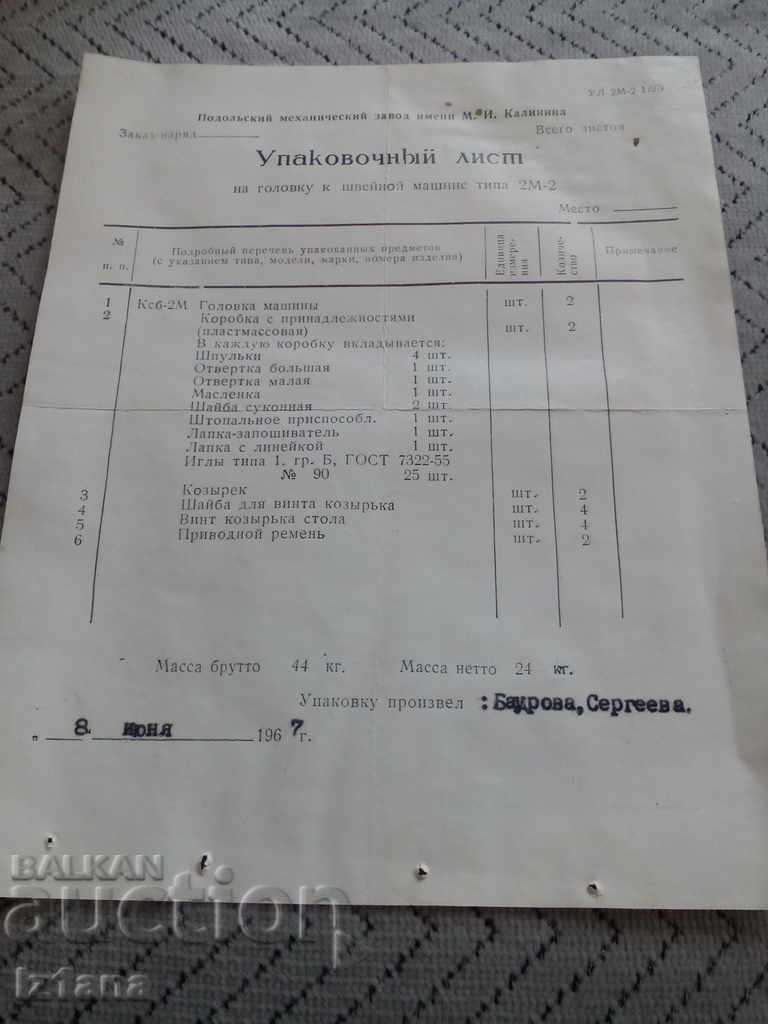 УЛ 2М-2
Подольский механический завод имени М. И. Калинина
Заказ-наряд Всего листов
Упаковочный лист
на головку к швейной машине типа 2М-2
Место
№ п. п. Подробный перечень упакованных предметов (с указанием типа, модели, марки, номера изделия) Единица измерения Количество Примечание
1 Ксб-2М Головка машины шт. 2
2 Коробка с принадлежностями
(пластмассовая) шт. 2
В каждую коробку вкладывается:
Шпульки 4 шт.
Отвертка большая 1 шт.
Отвертка малая 1 шт.
Масленка 1 шт.
Шайба суконная 2 шт.
Штопальное приспособл. 1 шт.
Лапка-запошиватель 1 шт.
Лапка с линейкой 1 шт.
Иглы типа 1, гр. Б, ГОСТ 7322-55
№ 90 25 шт.
3 Козырек шт. 2
4 Шайба для винта козырька шт. 4
5 Винт козырька стола шт. 4
6 Приводной ремень шт. 2
Масса брутто 44 кг. Масса нетто 24 кг.
Упаковку произвел :Баурова, Сергеева.
„ 8 июня 1967 г.
BALKAN
auction
Iz1ana